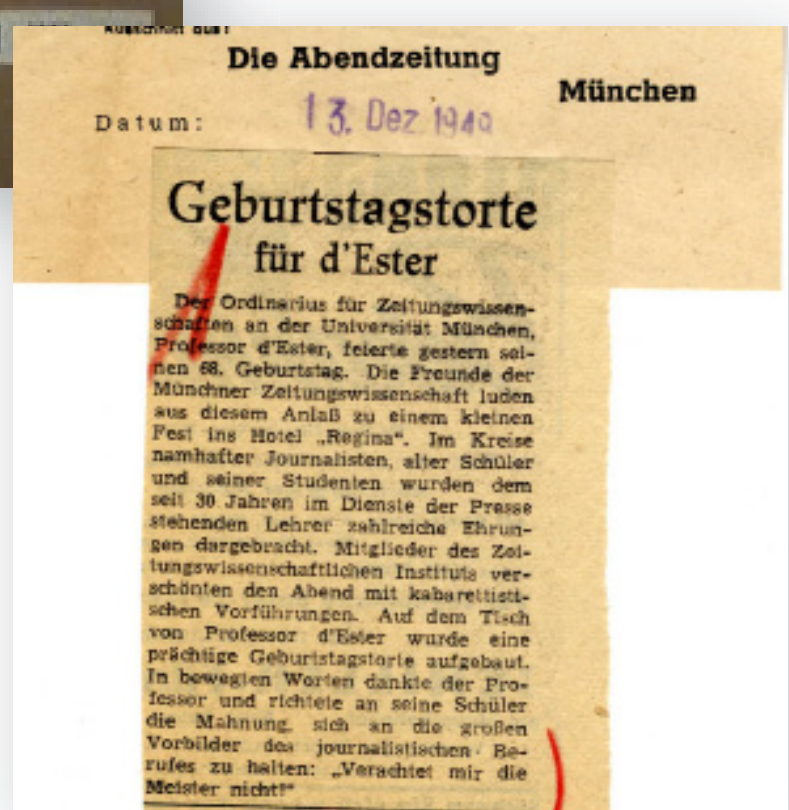 Ausschnitt aus:
Die Abendzeitung
München
Datum: 13. Dez 1949
Geburtstagstorte
für d'Ester
Der Ordinarius für Zeitungswissen-
schaften an der Universität München,
Professor d'Ester, feierte gestern sei-
nen 68. Geburtstag. Die Freunde der
Münchner Zeitungswissenschaft luden
aus diesem Anlaß zu einem kleinen
Fest ins Hotel „Regina“. Im Kreise
namhafter Journalisten, alter Schüler
und seiner Studenten wurden dem
seit 30 Jahren im Dienste der Presse
stehenden Lehrer zahlreiche Ehrun-
gen dargebracht. Mitglieder des Zei-
tungswissenschaftlichen Instituts ver-
schönten den Abend mit kabarettisti-
schen Vorführungen. Auf dem Tisch
von Professor d'Ester wurde eine
prächtige Geburtstagstorte aufgebaut.
In bewegten Worten dankte der Pro-
fessor und richtete an seine Schüler
die Mahnung, sich an die großen
Vorbilder des journalistischen Be-
rufes zu halten: „Verachtet mir die
Meister nicht!“